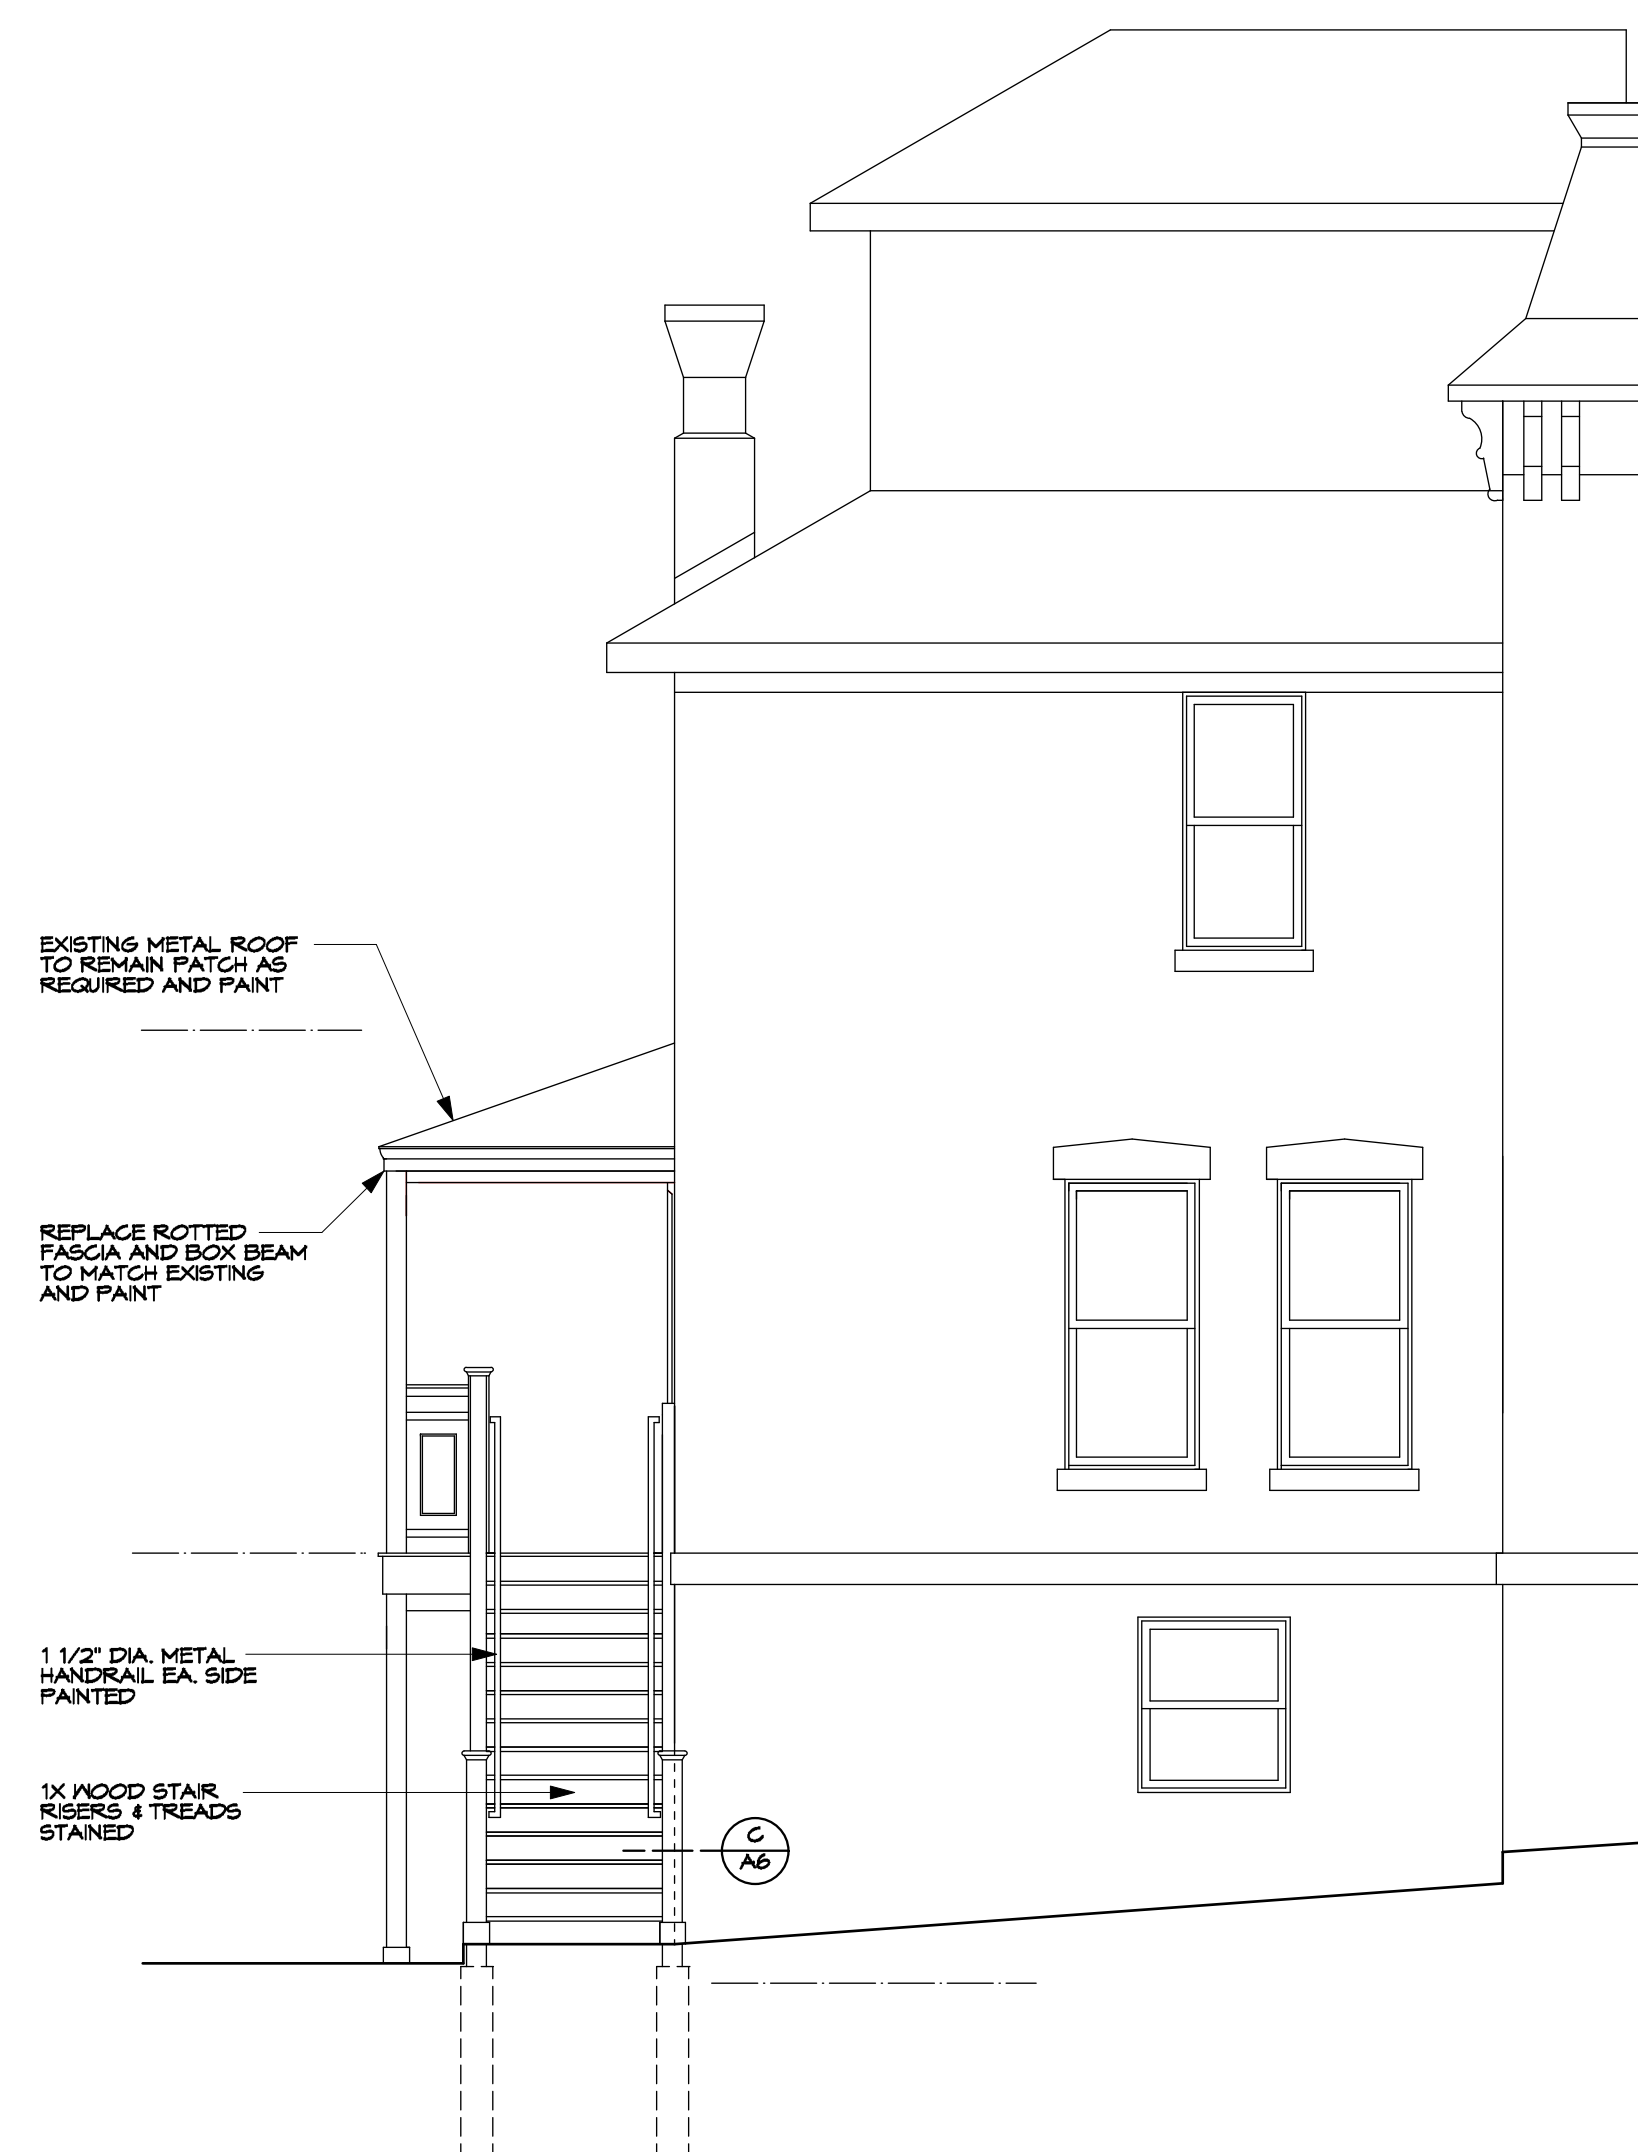 EXISTING METAL ROOF
TO REMAIN PATCH AS
REQUIRED AND PAINT
REPLACE ROTTED
FASCIA AND BOX BEAM
TO MATCH EXISTING
AND PAINT
1 1/2" DIA. METAL
HANDRAIL EA. SIDE
PAINTED
1X WOOD STAIR
RISERS & TREADS
STAINED
C
A6